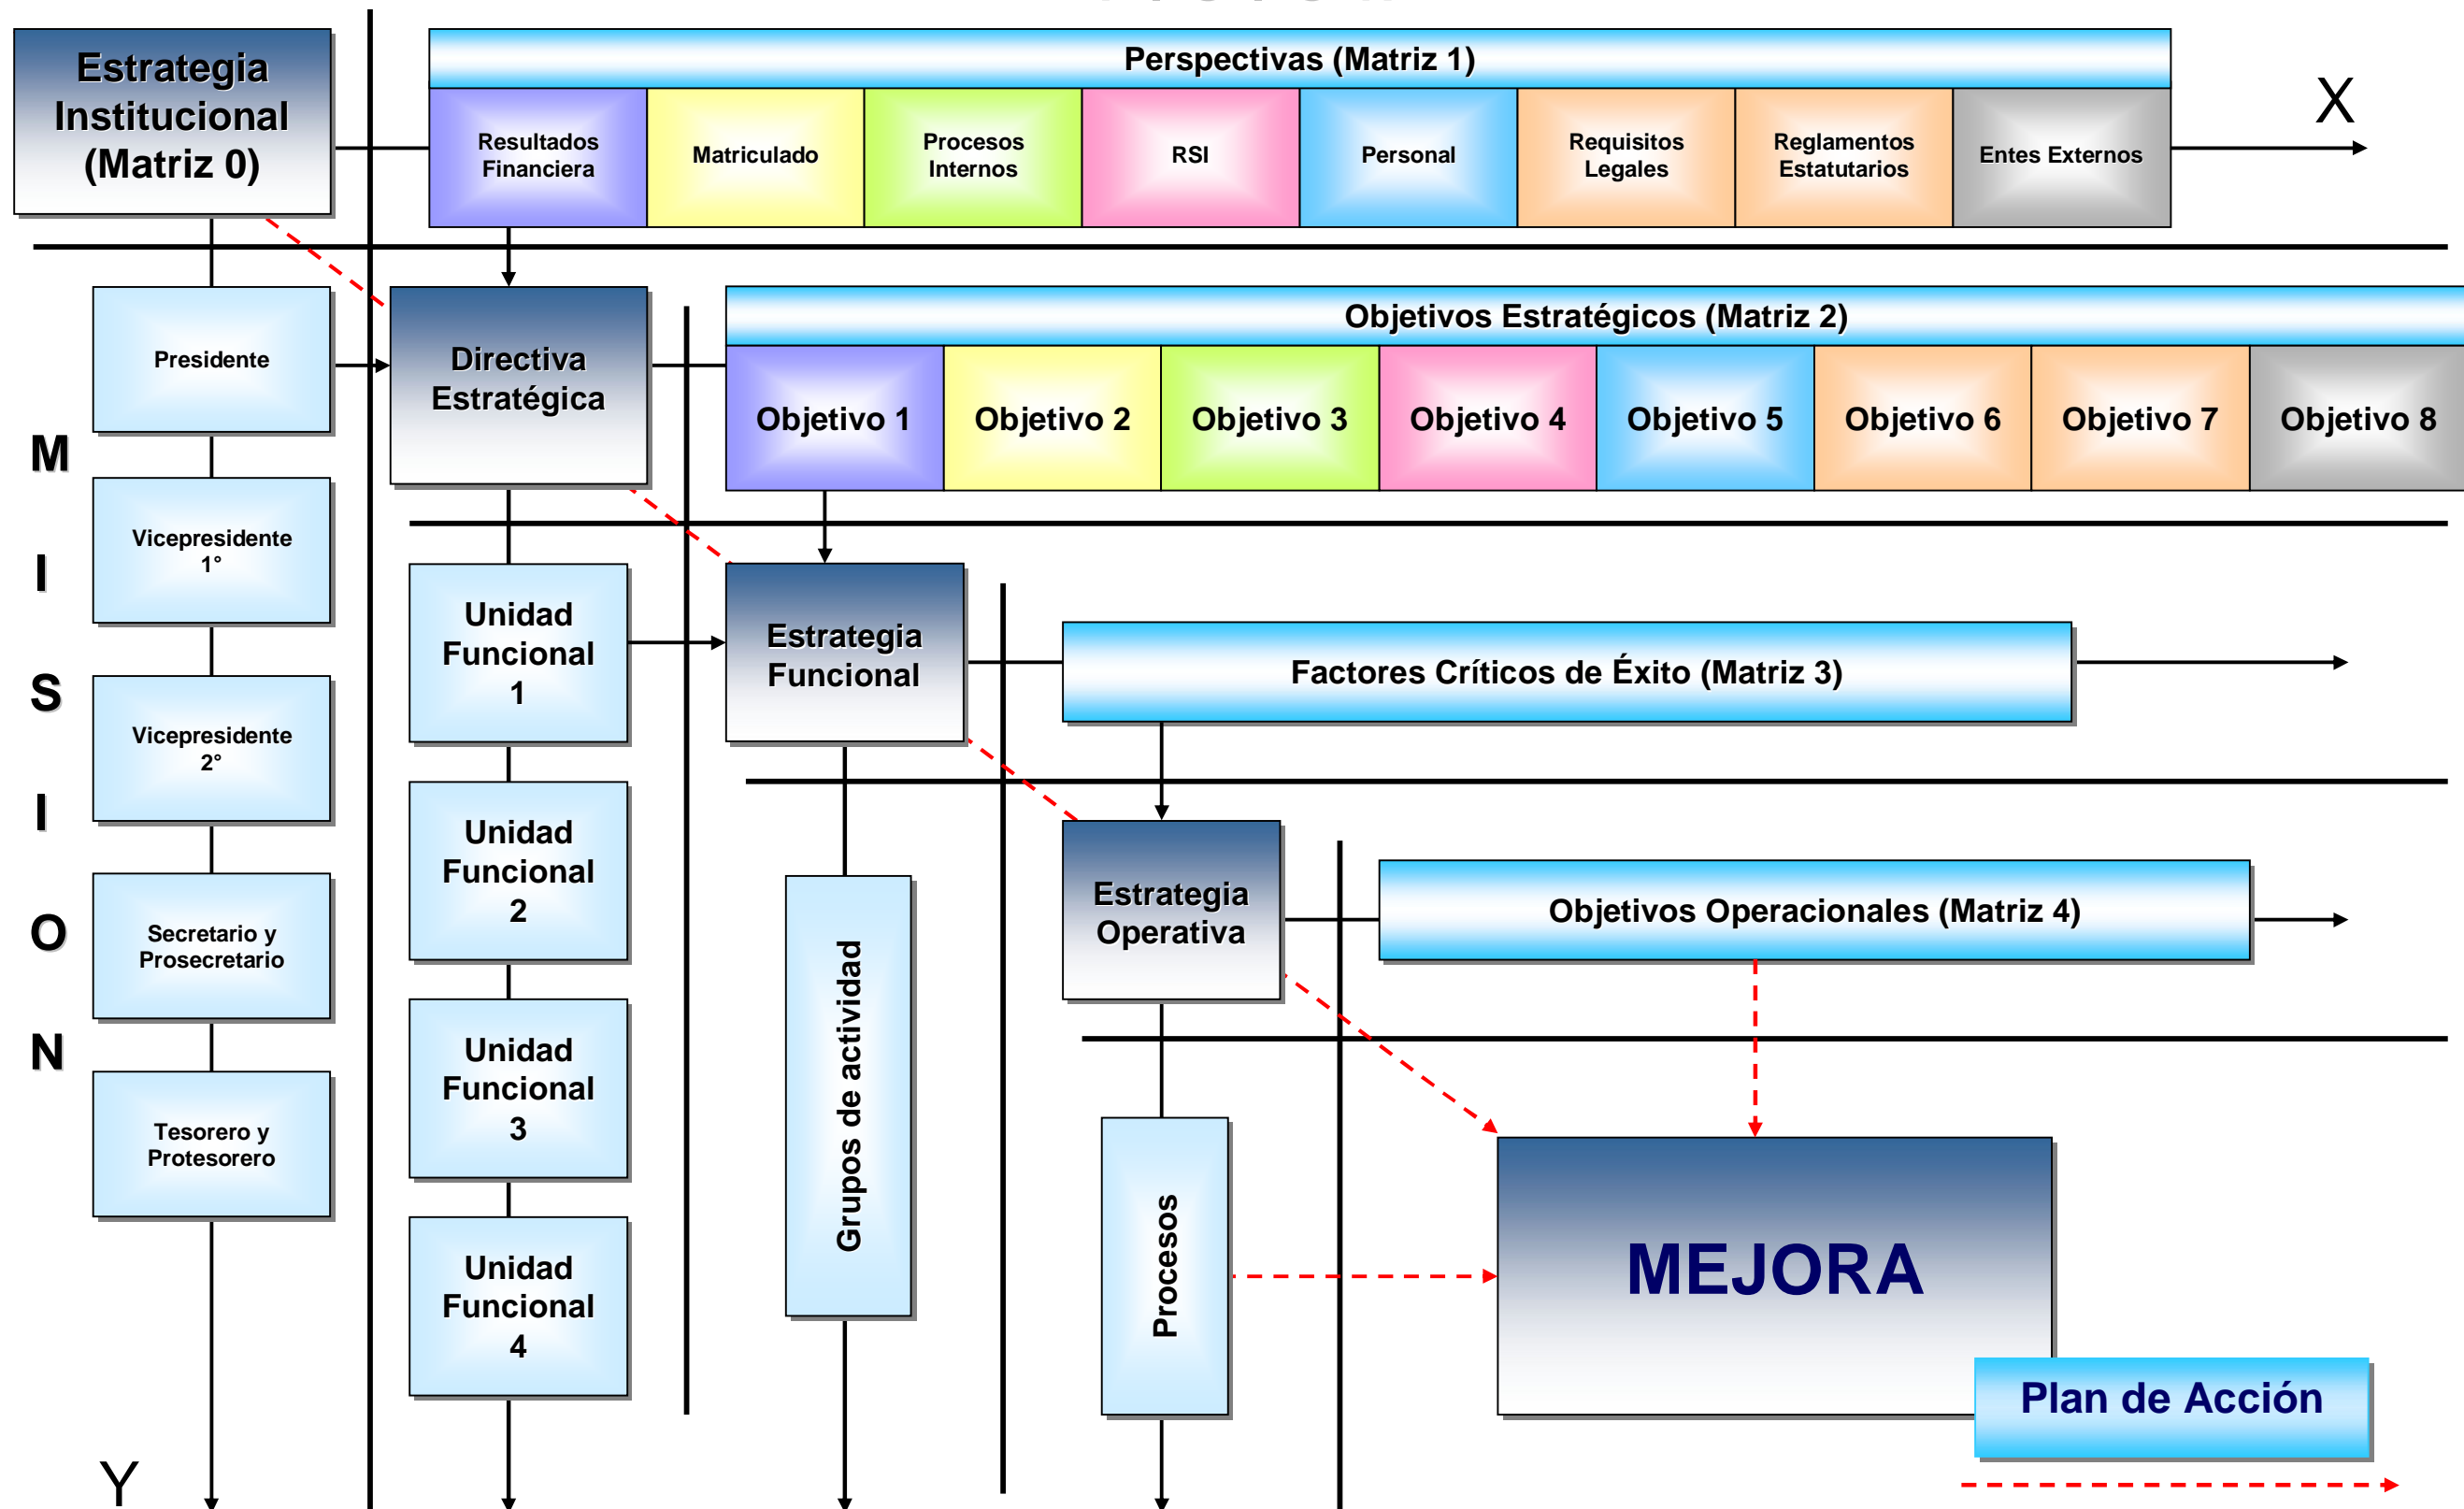 Estrategia
Institucional
(Matriz 0)
Perspectivas (Matriz 1)
Resultados
Financiera
Matriculado
Procesos
Internos
RSI
Personal
Requisitos
Legales
Reglamentos
Estatutarios
Entes Externos
X
MISION
Presidente
Vicepresidente
1°
Vicepresidente
2°
Secretario y
Prosecretario
Tesorero y
Protesorero
Y
Directiva
Estratégica
Objetivos Estratégicos (Matriz 2)
Objetivo 1
Objetivo 2
Objetivo 3
Objetivo 4
Objetivo 5
Objetivo 6
Objetivo 7
Objetivo 8
Unidad
Funcional
1
Unidad
Funcional
2
Unidad
Funcional
3
Unidad
Funcional
4
Estrategia
Funcional
Factores Críticos de Éxito (Matriz 3)
Grupos de actividad
Estrategia
Operativa
Objetivos Operacionales (Matriz 4)
Procesos
MEJORA
Plan de Acción